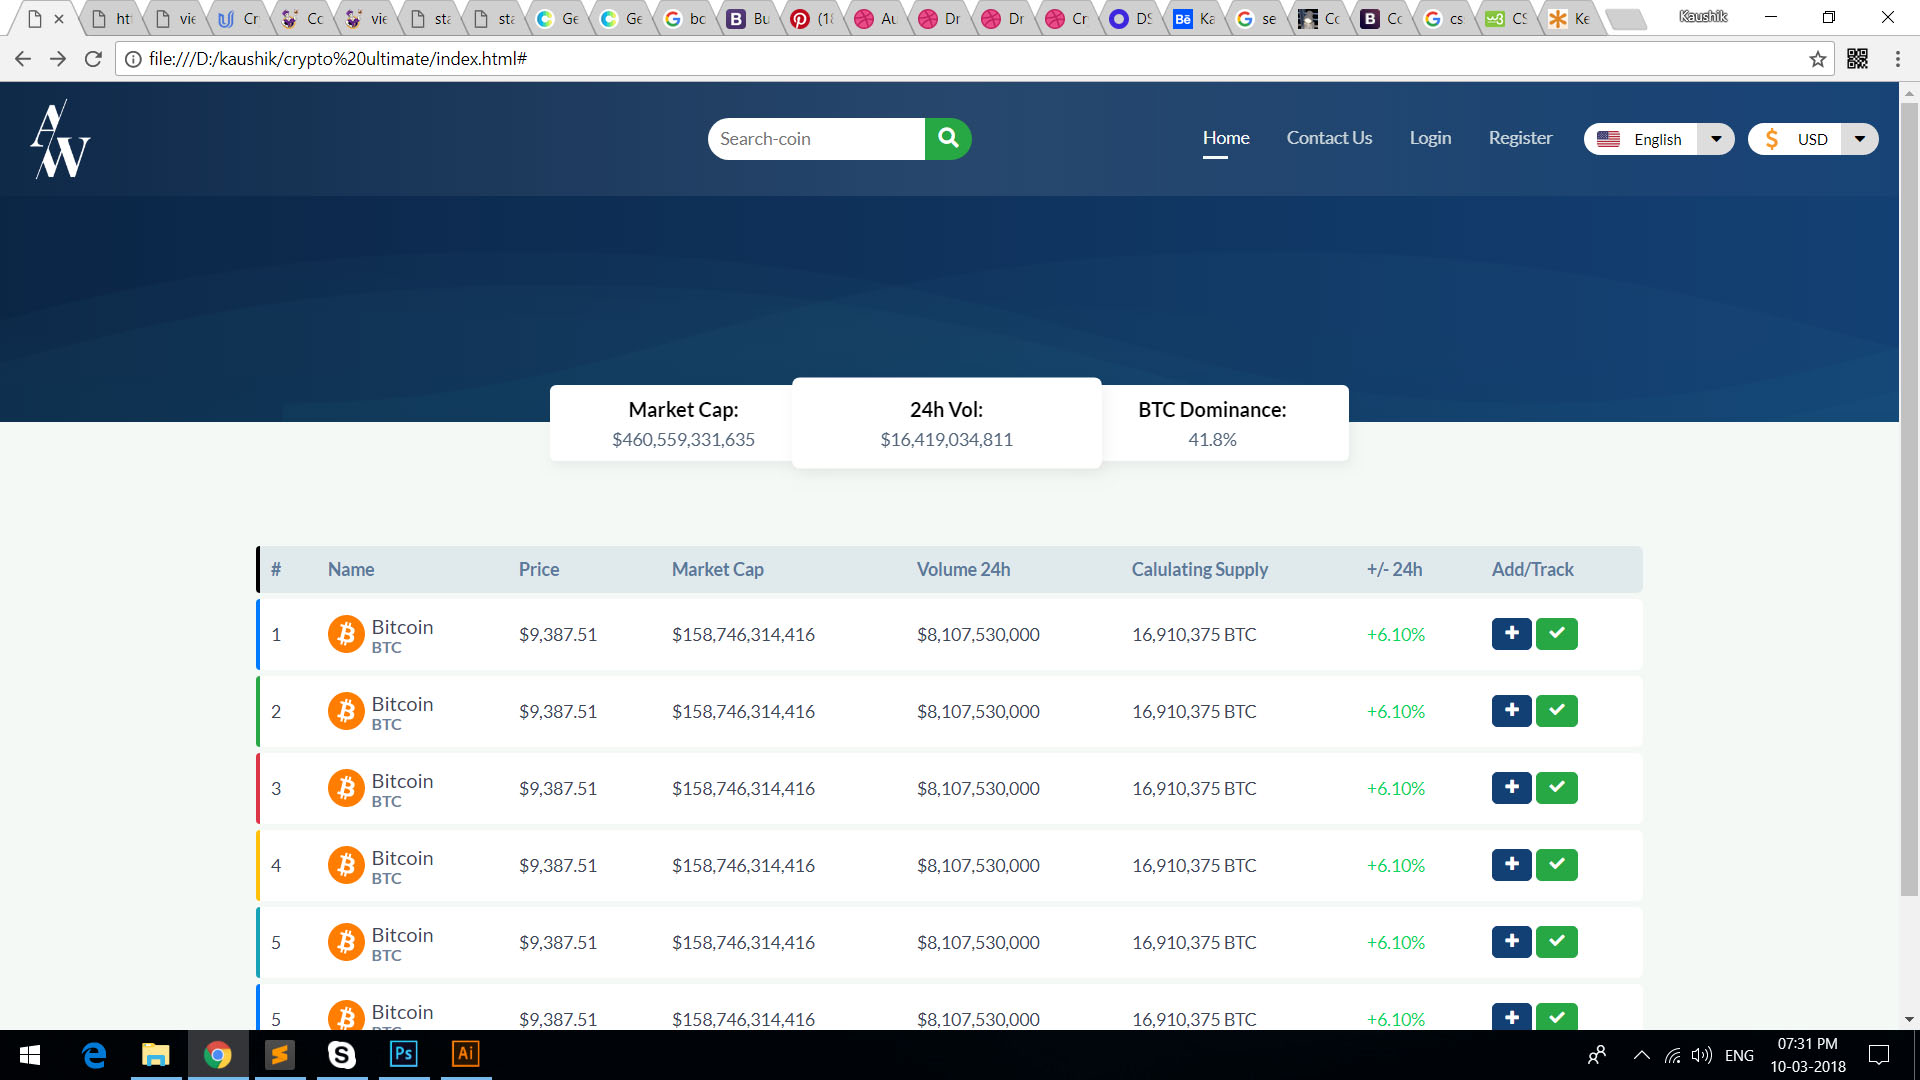 htt
vie
Cr
Cc
vie
sta
sta
Ge
Ge
bc
Bu
(18
Au
Dr
Dr
Cr
DS
Ka
se
Cc
Cc
cs
CS
Ke
Kaushik
file:///D:/kaushik/crypto%20ultimate/index.html#
AW
Search-coin
Home
Contact Us
Login
Register
English
$ USD
Market Cap:
$460,559,331,635
24h Vol:
$16,419,034,811
BTC Dominance:
41.8%
# Name Price Market Cap Volume 24h Calulating Supply +/- 24h Add/Track
1 Bitcoin BTC $9,387.51 $158,746,314,416 $8,107,530,000 16,910,375 BTC +6.10%
2 Bitcoin BTC $9,387.51 $158,746,314,416 $8,107,530,000 16,910,375 BTC +6.10%
3 Bitcoin BTC $9,387.51 $158,746,314,416 $8,107,530,000 16,910,375 BTC +6.10%
4 Bitcoin BTC $9,387.51 $158,746,314,416 $8,107,530,000 16,910,375 BTC +6.10%
5 Bitcoin BTC $9,387.51 $158,746,314,416 $8,107,530,000 16,910,375 BTC +6.10%
5 Bitcoin BTC $9,387.51 $158,746,314,416 $8,107,530,000 16,910,375 BTC +6.10%
Ps
Ai
ENG
07:31 PM
10-03-2018